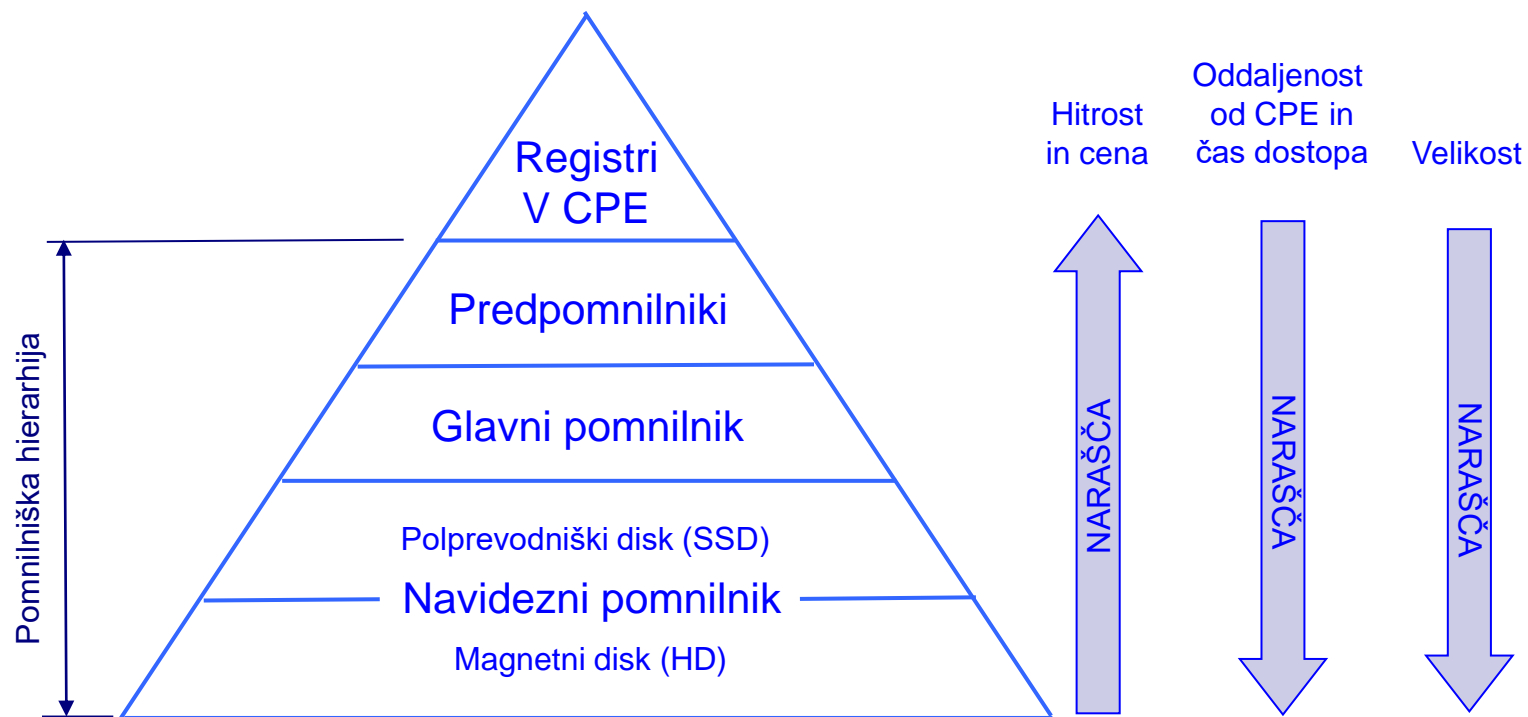 Oddaljenost
Hitrost
od CPE in
in cena
čas dostopa
Velikost
Registri
V CPE
Predpomnilniki
Glavni pomnilnik
Polprevodniški disk (SSD)
Navidezni pomnilnik
Magnetni disk (HD)
Pomnilniška hierarhija
NARAŠČA
NARAŠČA
NARAŠČA